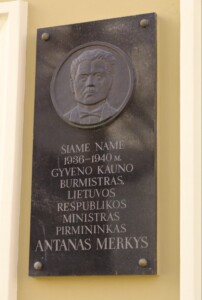 ŠIAME NAME
1936-1940 M.
GYVENO KAUNO
BURMISTRAS,
LIETUVOS
RESPUBLIKOS
MINISTRAS
PIRMININKAS
ANTANAS MERKYS